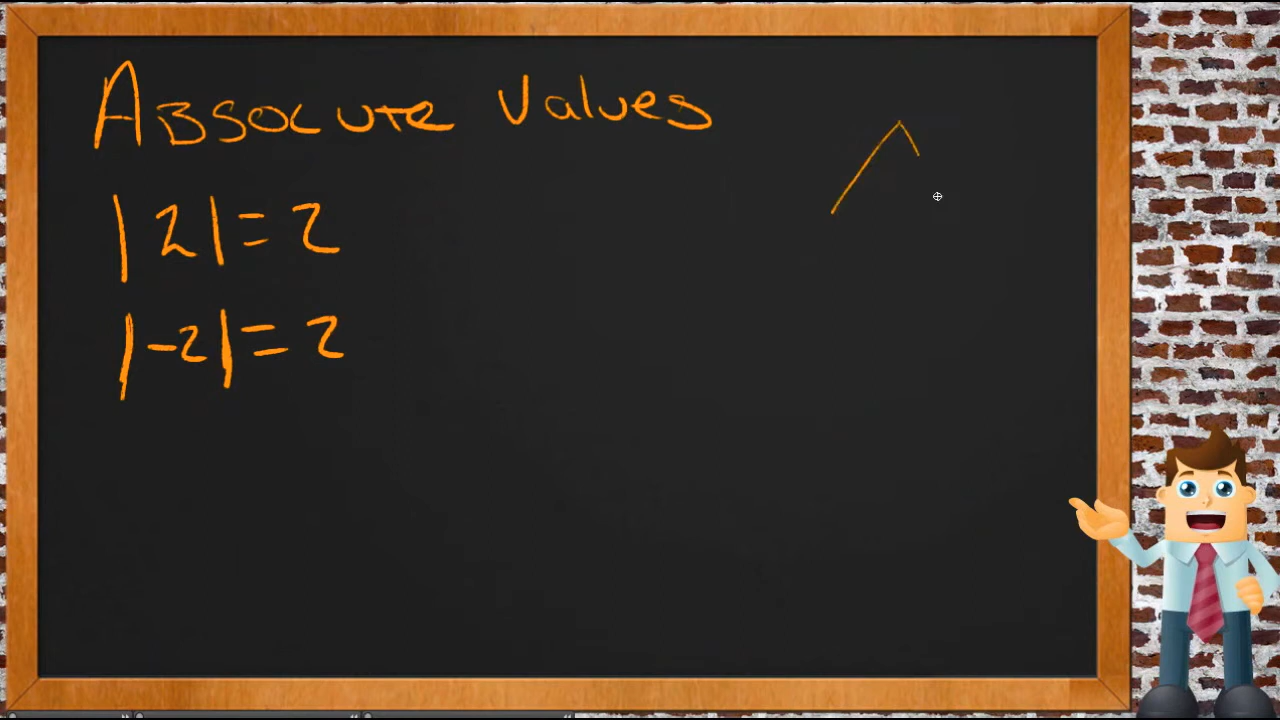 Absolute Values
|2| = 2
|-2| = 2